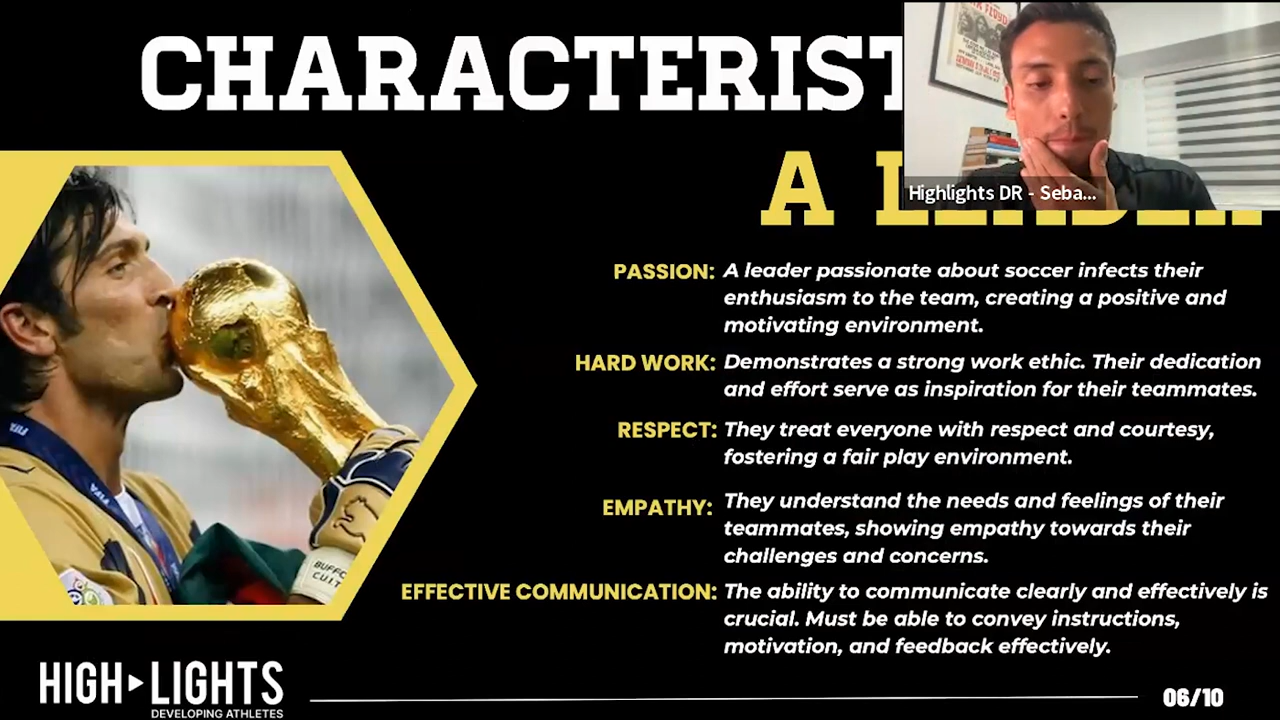 CHARACTERIST
A LEADER
Highlights DR - Seba...
PASSION: A leader passionate about soccer infects their
enthusiasm to the team, creating a positive and
motivating environment.
HARD WORK: Demonstrates a strong work ethic. Their dedication
and effort serve as inspiration for their teammates.
RESPECT: They treat everyone with respect and courtesy,
fostering a fair play environment.
EMPATHY: They understand the needs and feelings of their
teammates, showing empathy towards their
challenges and concerns.
EFFECTIVE COMMUNICATION: The ability to communicate clearly and effectively is
crucial. Must be able to convey instructions,
motivation, and feedback effectively.
FIFA
FIFA
HIGH LIGHTS
DEVELOPING ATHLETES
06/10